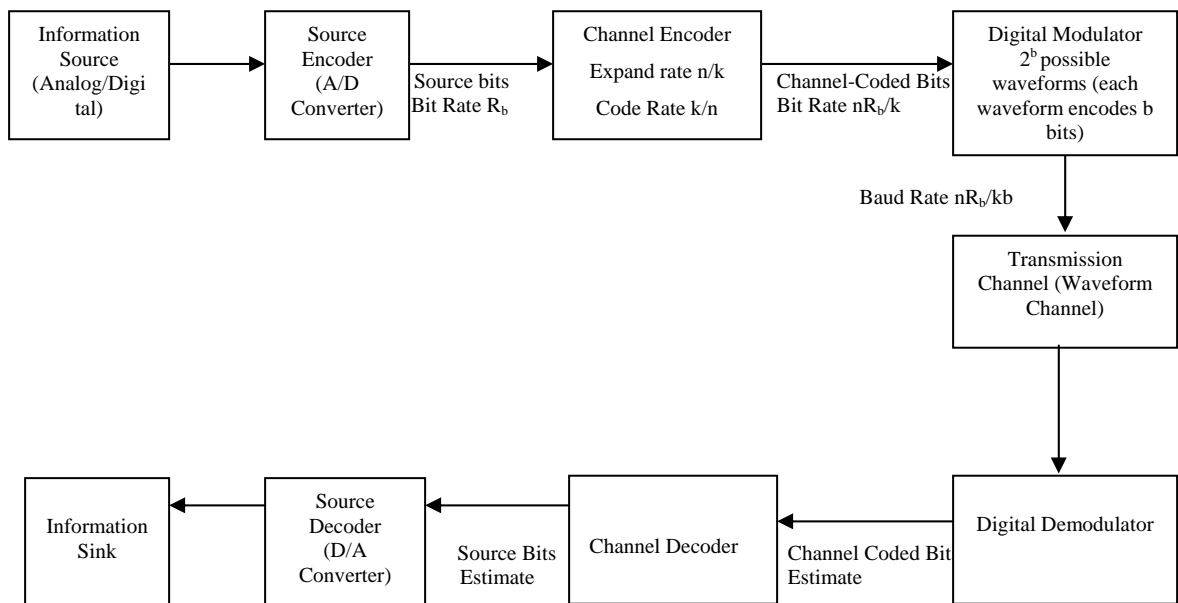 Information
Source
(Analog/Digi
tal)
Source
Encoder
(A/D
Converter)
Source bits
Bit Rate R_b
Channel Encoder
Expand rate n/k
Code Rate k/n
Channel-Coded Bits
Bit Rate nR_b/k
Digital Modulator
2^b possible
waveforms (each
waveform encodes b
bits)
Baud Rate nR_b/kb
Transmission
Channel (Waveform
Channel)
Information
Sink
Source
Decoder
(D/A
Converter)
Source Bits
Estimate
Channel Decoder
Channel Coded Bit
Estimate
Digital Demodulator